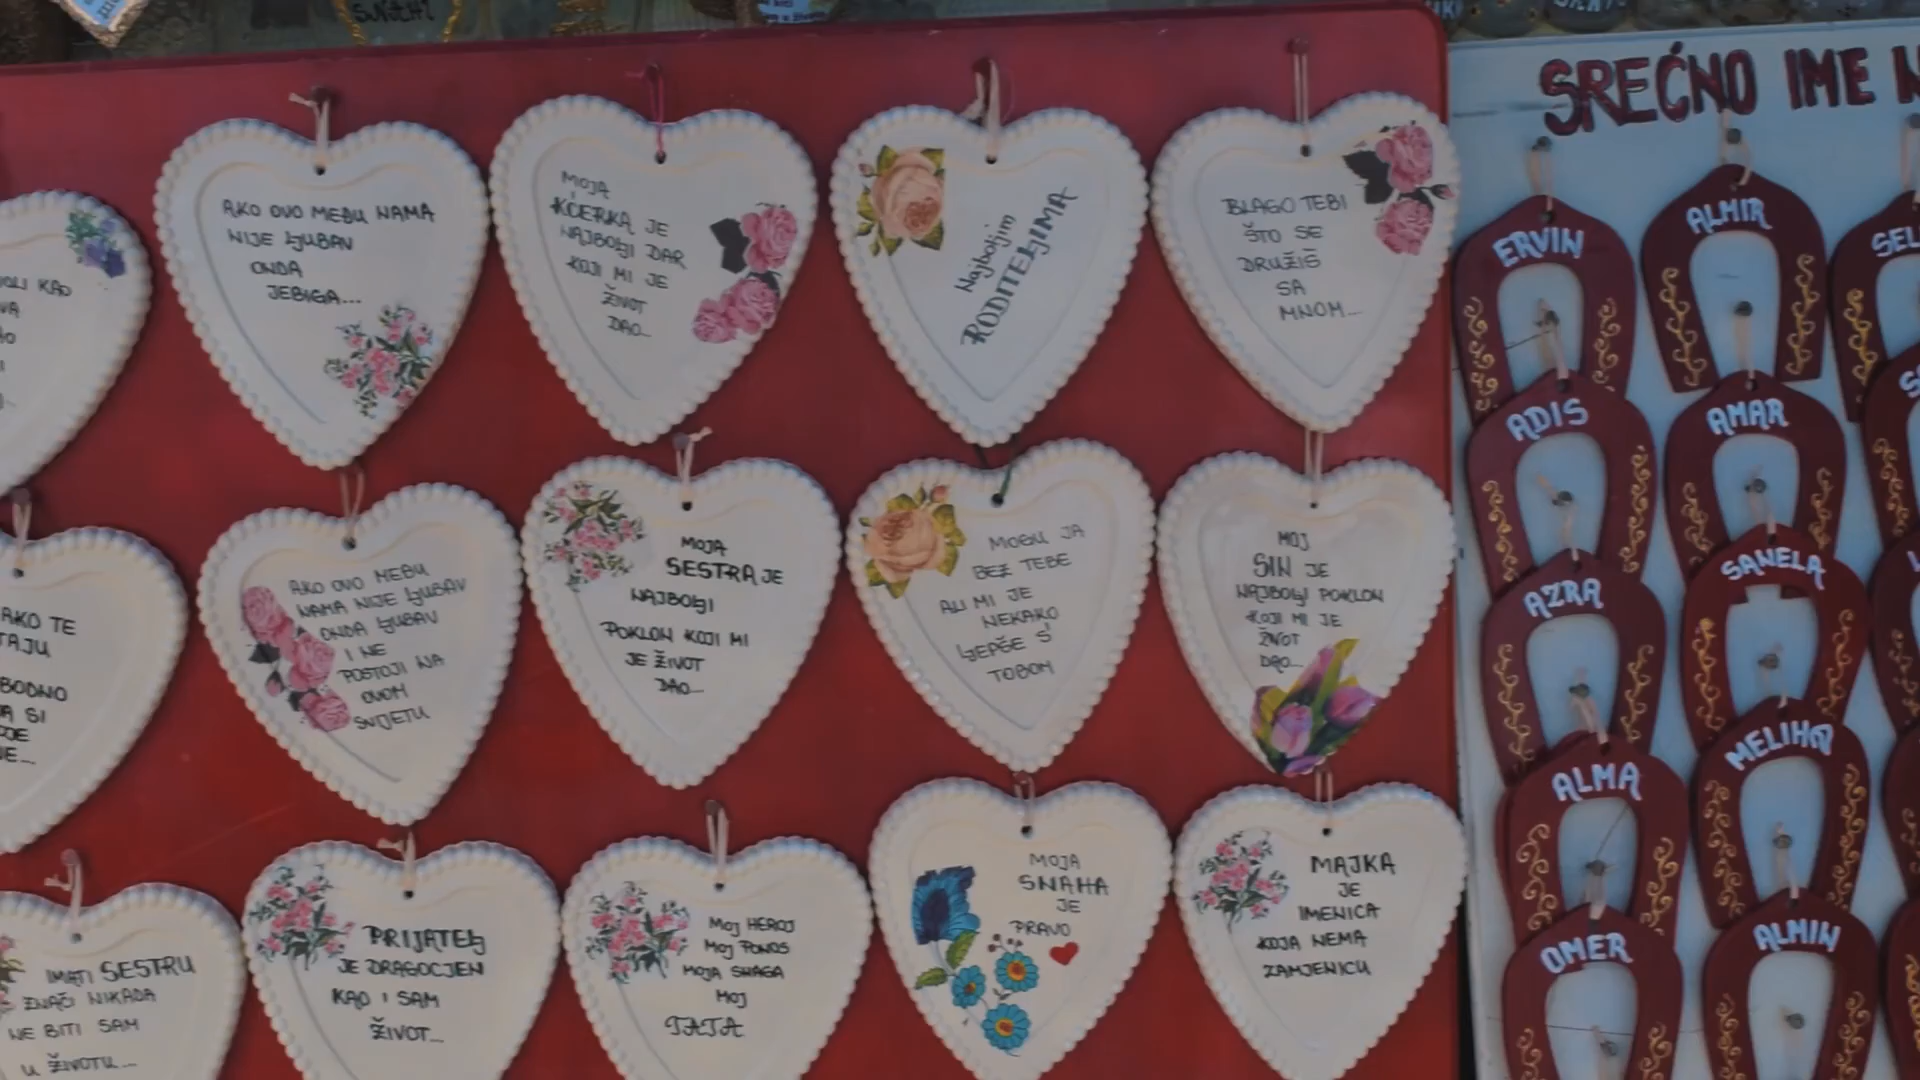 SREĆNO IME
AKO OVO MEĐU NAMA
NIJE LJUBAV
ONDA
JEBIGA...
MOJA
KĆERKA JE
NAJBOLJI DAR
KOJI MI JE
ŽIVOT
DAO...
Najboljim
RODITELJIMA
BLAGO TEBI
ŠTO SE
DRUŽIŠ
SA
MNOM...
KAO
AKO TE
AKO OVO MEĐU
NAMA NIJE LJUBAV
ONDA LJUBAV
I NE
POSTOJI NA
OVOM
SVIJETU
MOJA
SESTRA JE
NAJBOLJI
POKLON KOJI MI
JE ŽIVOT
DAO...
MOGU JA
BEZ TEBE
ALI MI JE
NEKAKO
LJEPŠE S
TOBOM
MOJ
SIN JE
NAJBOLJI POKLON
KOJI MI JE
ŽIVOT
DAO...
IMATI SESTRU
ZNAČI NIKADA
NE BITI SAM
U ŽIVOTU...
PRIJATELJ
JE DRAGOCJEN
KAO I SAM
ŽIVOT...
MOJ HEROJ
MOJ PONOS
MOJA SNAGA
MOJ
TATA
MOJA
SNAHA
JE
PRAVO
MAJKA
JE
IMENICA
KOJA NEMA
ZAMJENICU
ERVIN
ALMIR
ADIS
AMAR
AZRA
SANELA
ALMA
MELIHA
OMER
ALMIN